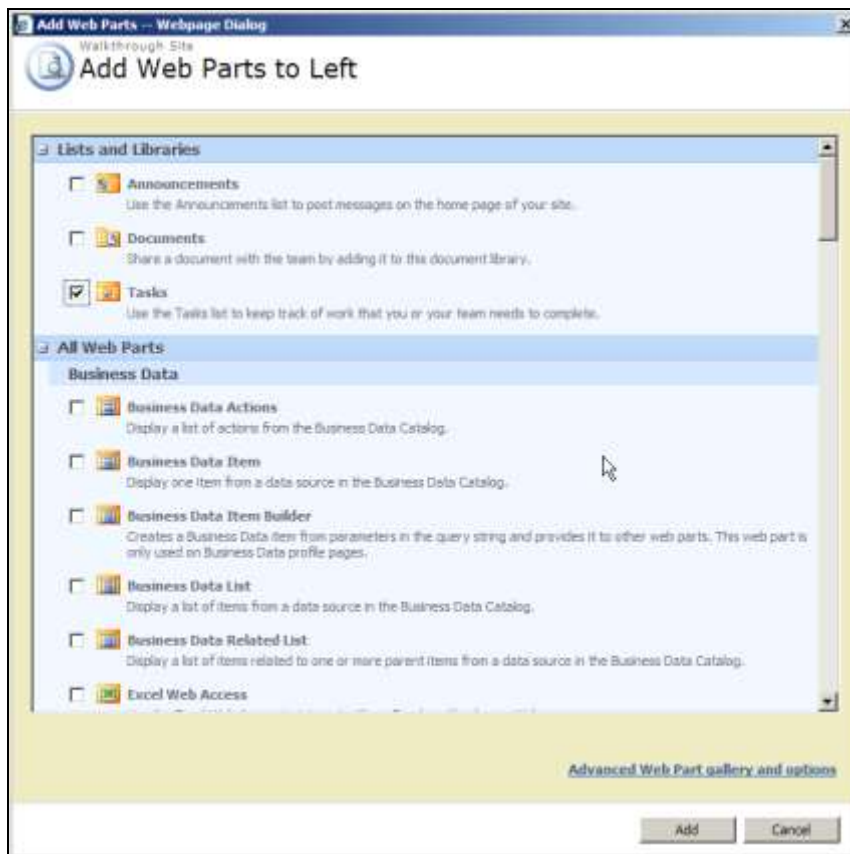 Add Web Parts -- Webpage Dialog
Walkthrough Site
Add Web Parts to Left
Lists and Libraries
Announcements
Use the Announcements list to post messages on the home page of your site.
Documents
Share a document with the team by adding it to this document library.
Tasks
Use the Tasks list to keep track of work that you or your team needs to complete.
All Web Parts
Business Data
Business Data Actions
Display a list of actions from the Business Data Catalog.
Business Data Item
Display one item from a data source in the Business Data Catalog.
Business Data Item Builder
Creates a Business Data item from parameters in the query string and provides it to other web parts. This web part is
only used on Business Data profile pages.
Business Data List
Display a list of items from a data source in the Business Data Catalog.
Business Data Related List
Display a list of items related to one or more parent items from a data source in the Business Data Catalog.
Excel Web Access
Advanced Web Part gallery and options
Add Cancel